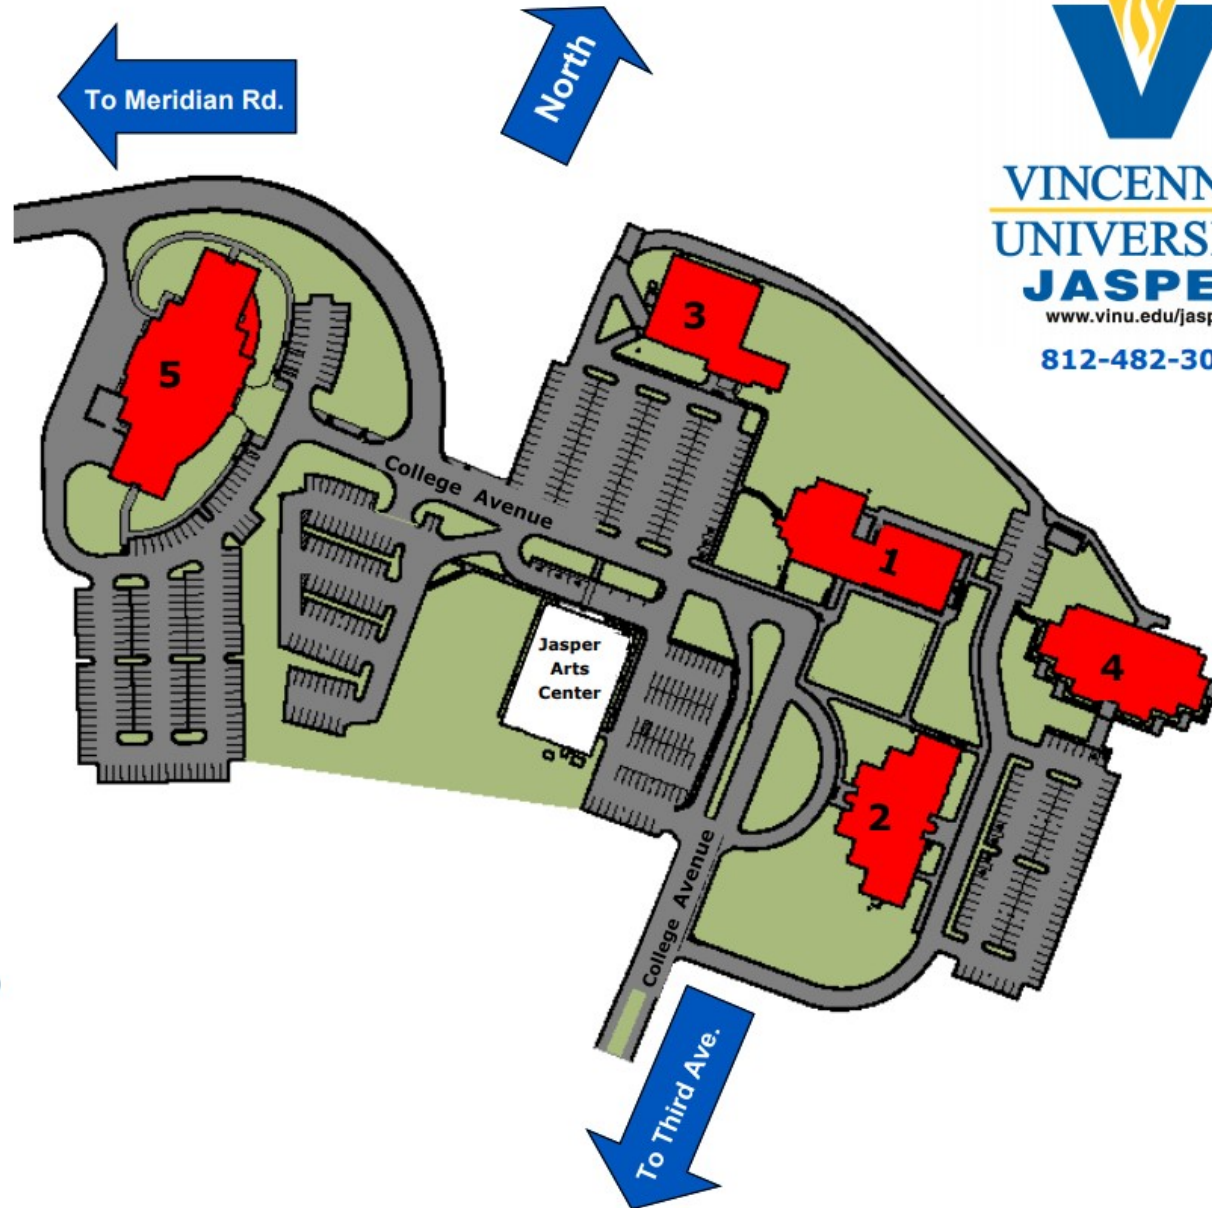 To Meridian Rd.
North
VINCENN
UNIVERSI
JASPE
www.vinu.edu/jasp
812-482-30
3
5
College Avenue
1
Jasper
Arts
Center
4
2
College Avenue
To Third Ave.